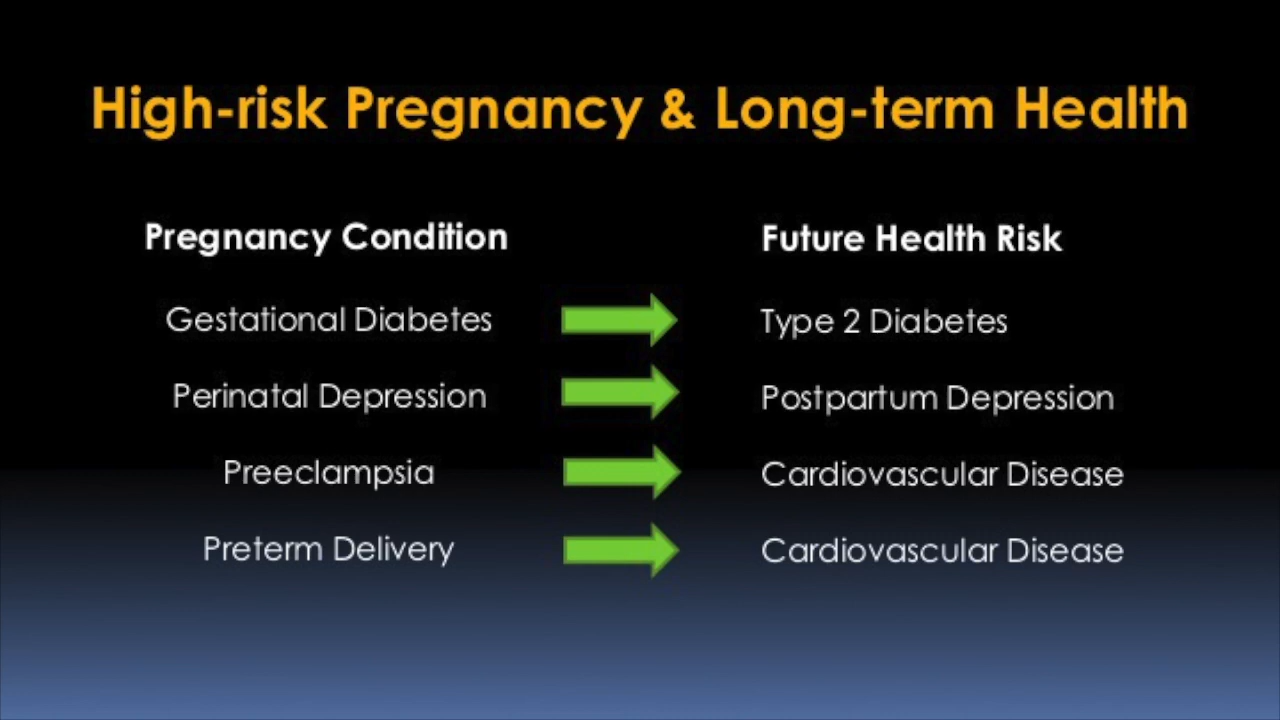 High-risk Pregnancy & Long-term Health
Pregnancy Condition
Future Health Risk
Gestational Diabetes
Type 2 Diabetes
Perinatal Depression
Postpartum Depression
Preeclampsia
Cardiovascular Disease
Preterm Delivery
Cardiovascular Disease